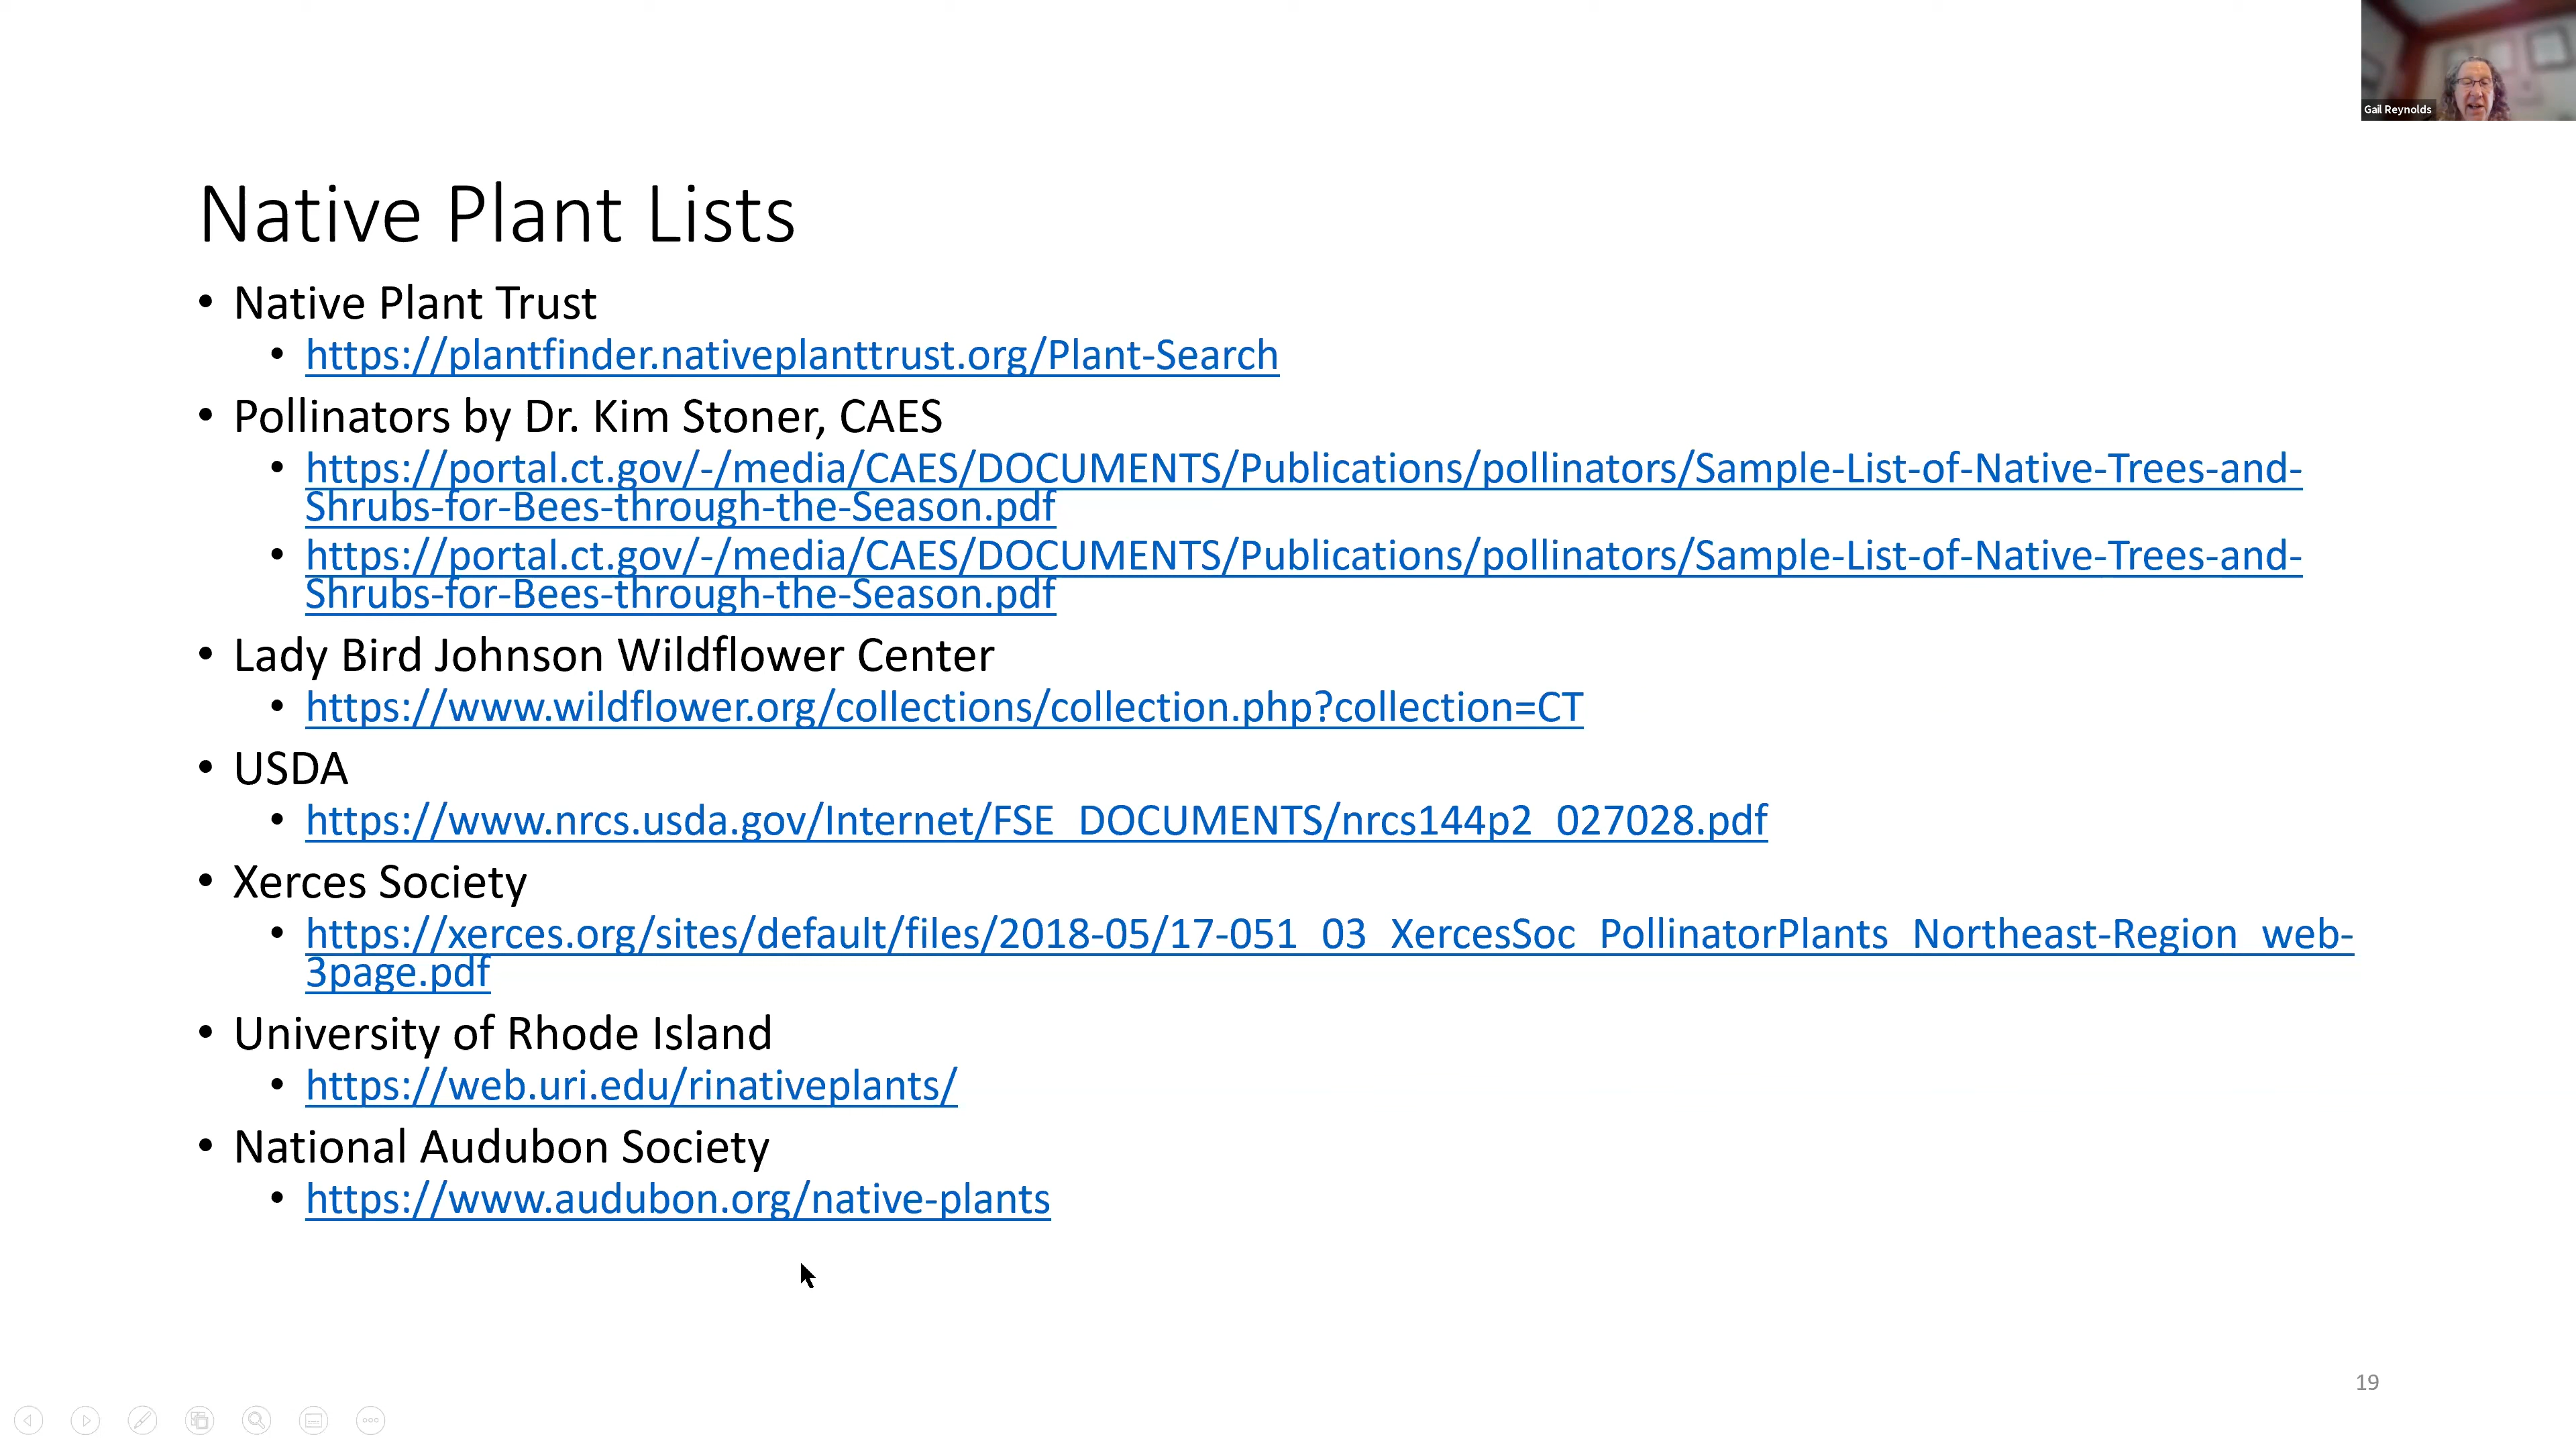 Gail Reynolds
Native Plant Lists
• Native Plant Trust
• https://plantfinder.nativeplanttrust.org/Plant-Search
• Pollinators by Dr. Kim Stoner, CAES
• https://portal.ct.gov/-/media/CAES/DOCUMENTS/Publications/pollinators/Sample-List-of-Native-Trees-and-
Shrubs-for-Bees-through-the-Season.pdf
• https://portal.ct.gov/-/media/CAES/DOCUMENTS/Publications/pollinators/Sample-List-of-Native-Trees-and-
Shrubs-for-Bees-through-the-Season.pdf
• Lady Bird Johnson Wildflower Center
• https://www.wildflower.org/collections/collection.php?collection=CT
• USDA
• https://www.nrcs.usda.gov/Internet/FSE_DOCUMENTS/nrcs144p2_027028.pdf
• Xerces Society
• https://xerces.org/sites/default/files/2018-05/17-051_03_XercesSoc_PollinatorPlants_Northeast-Region_web-
3page.pdf
• University of Rhode Island
• https://web.uri.edu/rinativeplants/
• National Audubon Society
• https://www.audubon.org/native-plants
19